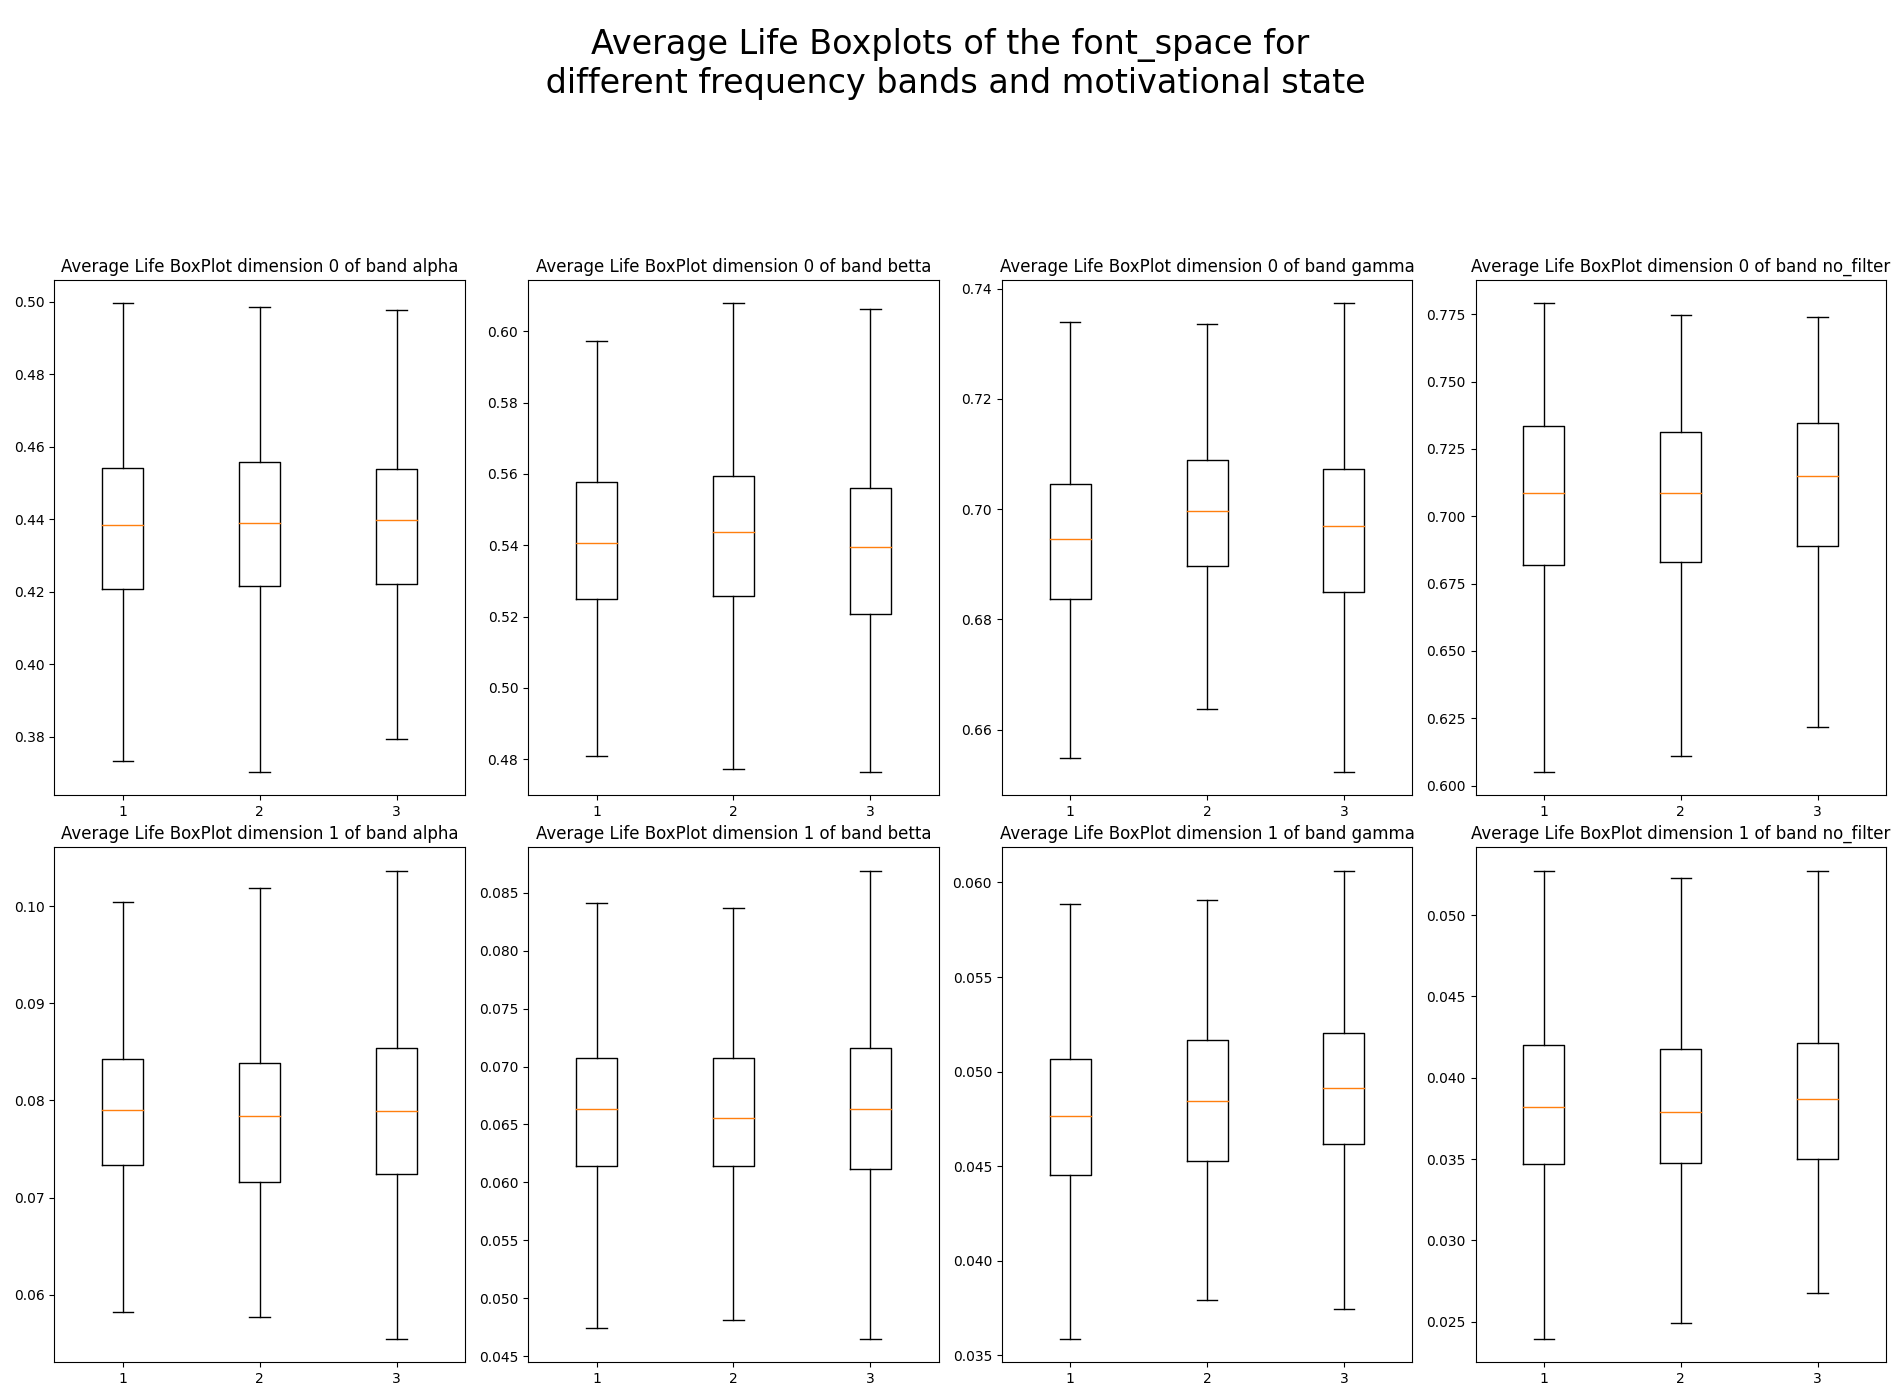 Average Life Boxplots of the font_space for
different frequency bands and motivational state
Average Life BoxPlot dimension 0 of band alpha
0.50
0.48
0.46
0.44
0.42
0.40
0.38
1 2 3
Average Life BoxPlot dimension 0 of band betta
0.60
0.58
0.56
0.54
0.52
0.50
0.48
1 2 3
Average Life BoxPlot dimension 0 of band gamma
0.74
0.72
0.70
0.68
0.66
1 2 3
Average Life BoxPlot dimension 0 of band no_filter
0.775
0.750
0.725
0.700
0.675
0.650
0.625
0.600
1 2 3
Average Life BoxPlot dimension 1 of band alpha
0.10
0.09
0.08
0.07
0.06
1 2 3
Average Life BoxPlot dimension 1 of band betta
0.085
0.080
0.075
0.070
0.065
0.060
0.055
0.050
0.045
1 2 3
Average Life BoxPlot dimension 1 of band gamma
0.060
0.055
0.050
0.045
0.040
0.035
1 2 3
Average Life BoxPlot dimension 1 of band no_filter
0.050
0.045
0.040
0.035
0.030
0.025
1 2 3